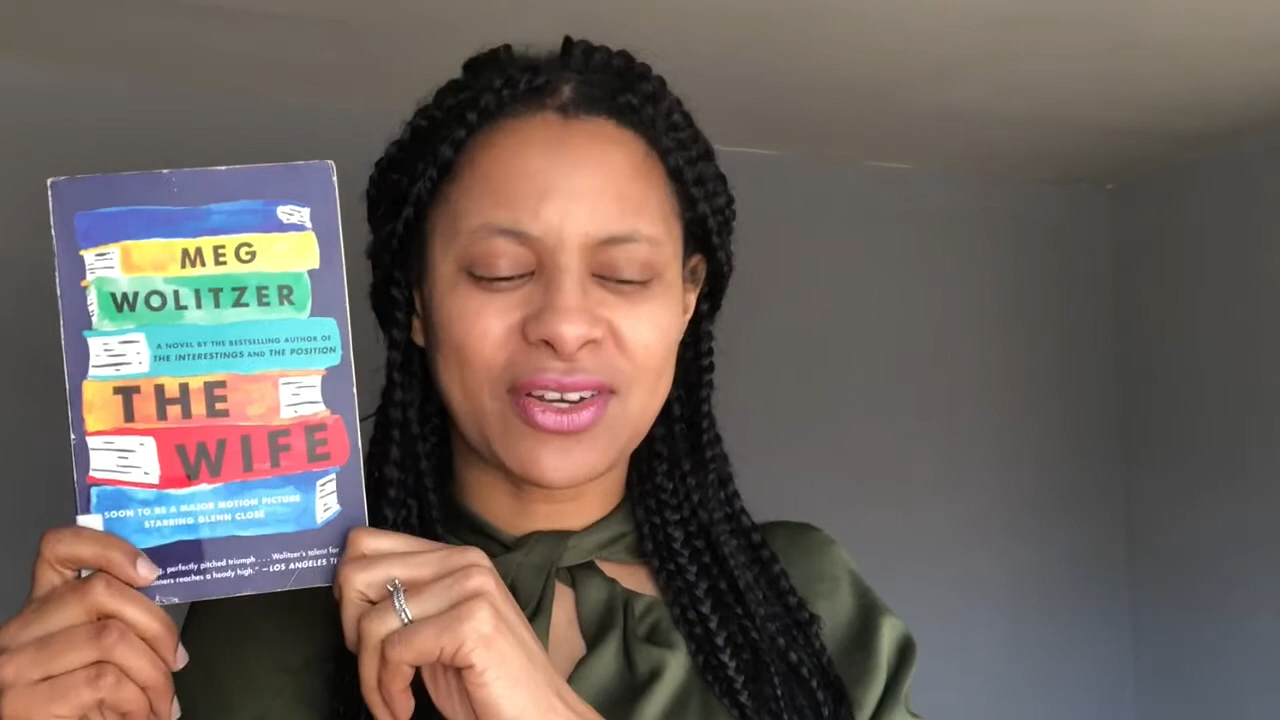 MEG
WOLITZER
A NOVEL BY THE BESTSELLING AUTHOR OF
THE INTERESTINGS AND THE POSITION
THE
WIFE
SOON TO BE A MAJOR MOTION PICTURE
STARRING GLENN CLOSE
perfectly pitched triumph . . . Wolitzer's talent for
reaches a heady high." —LOS ANGELES